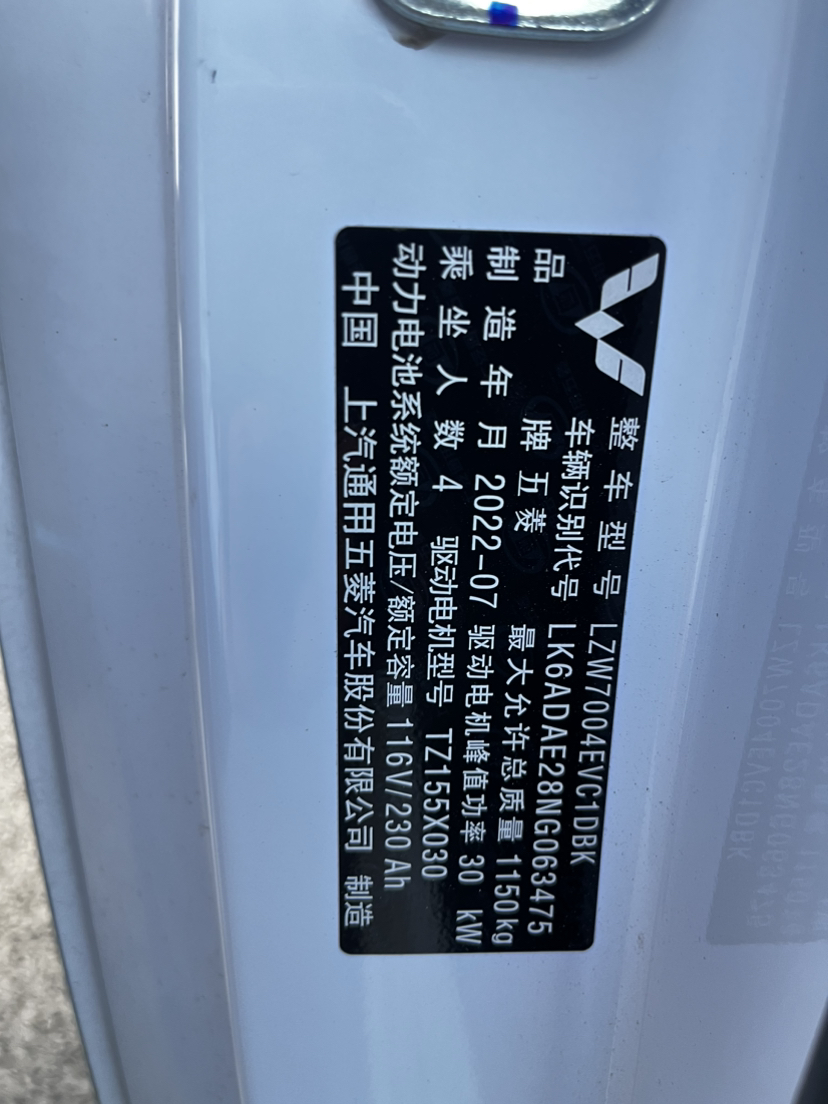 整车型号 LZW7004EVC1DBK
车辆识别代号 LK6ADAE28NG063475
品牌 五菱 最大允许总质量 1150kg
制造年月 2022-07 驱动电机峰值功率 30 kW
乘坐人数 4 驱动电机型号 TZ155X030
动力电池系统额定电压/额定容量 116V/230 Ah
中国 上汽通用五菱汽车股份有限公司 制造